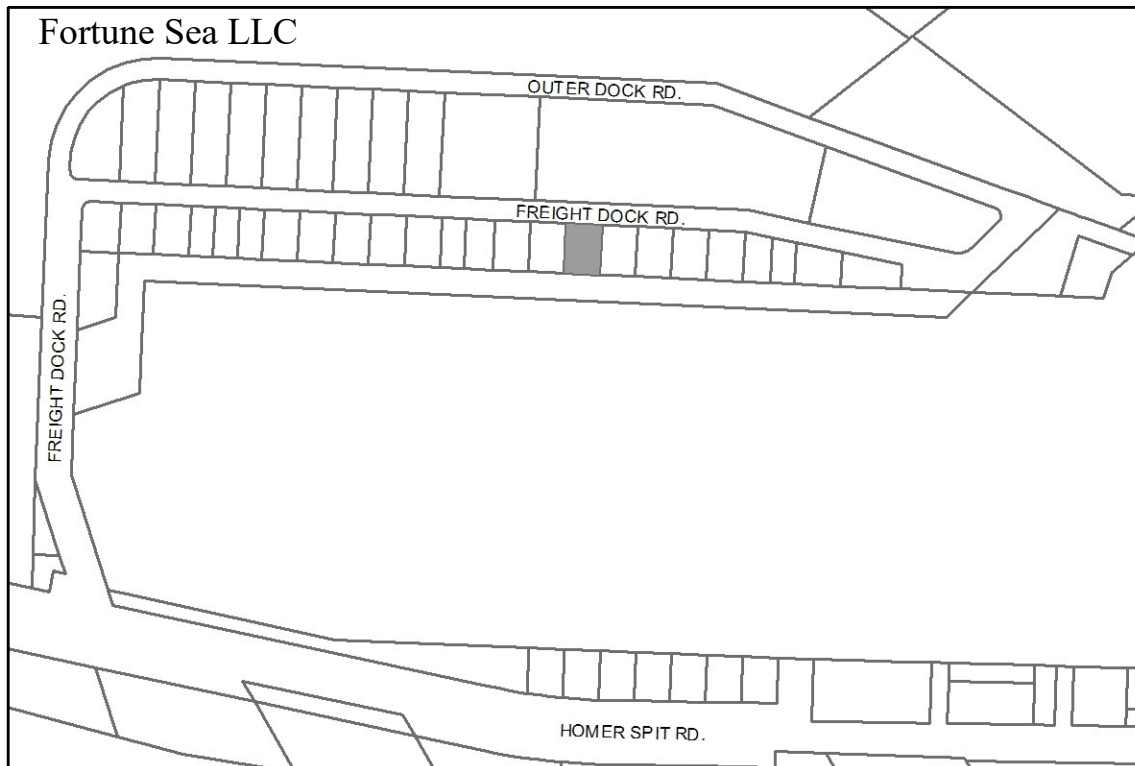 Fortune Sea LLC
OUTER DOCK RD.
FREIGHT DOCK RD.
FREIGHT DOCK RD.
HOMER SPIT RD.